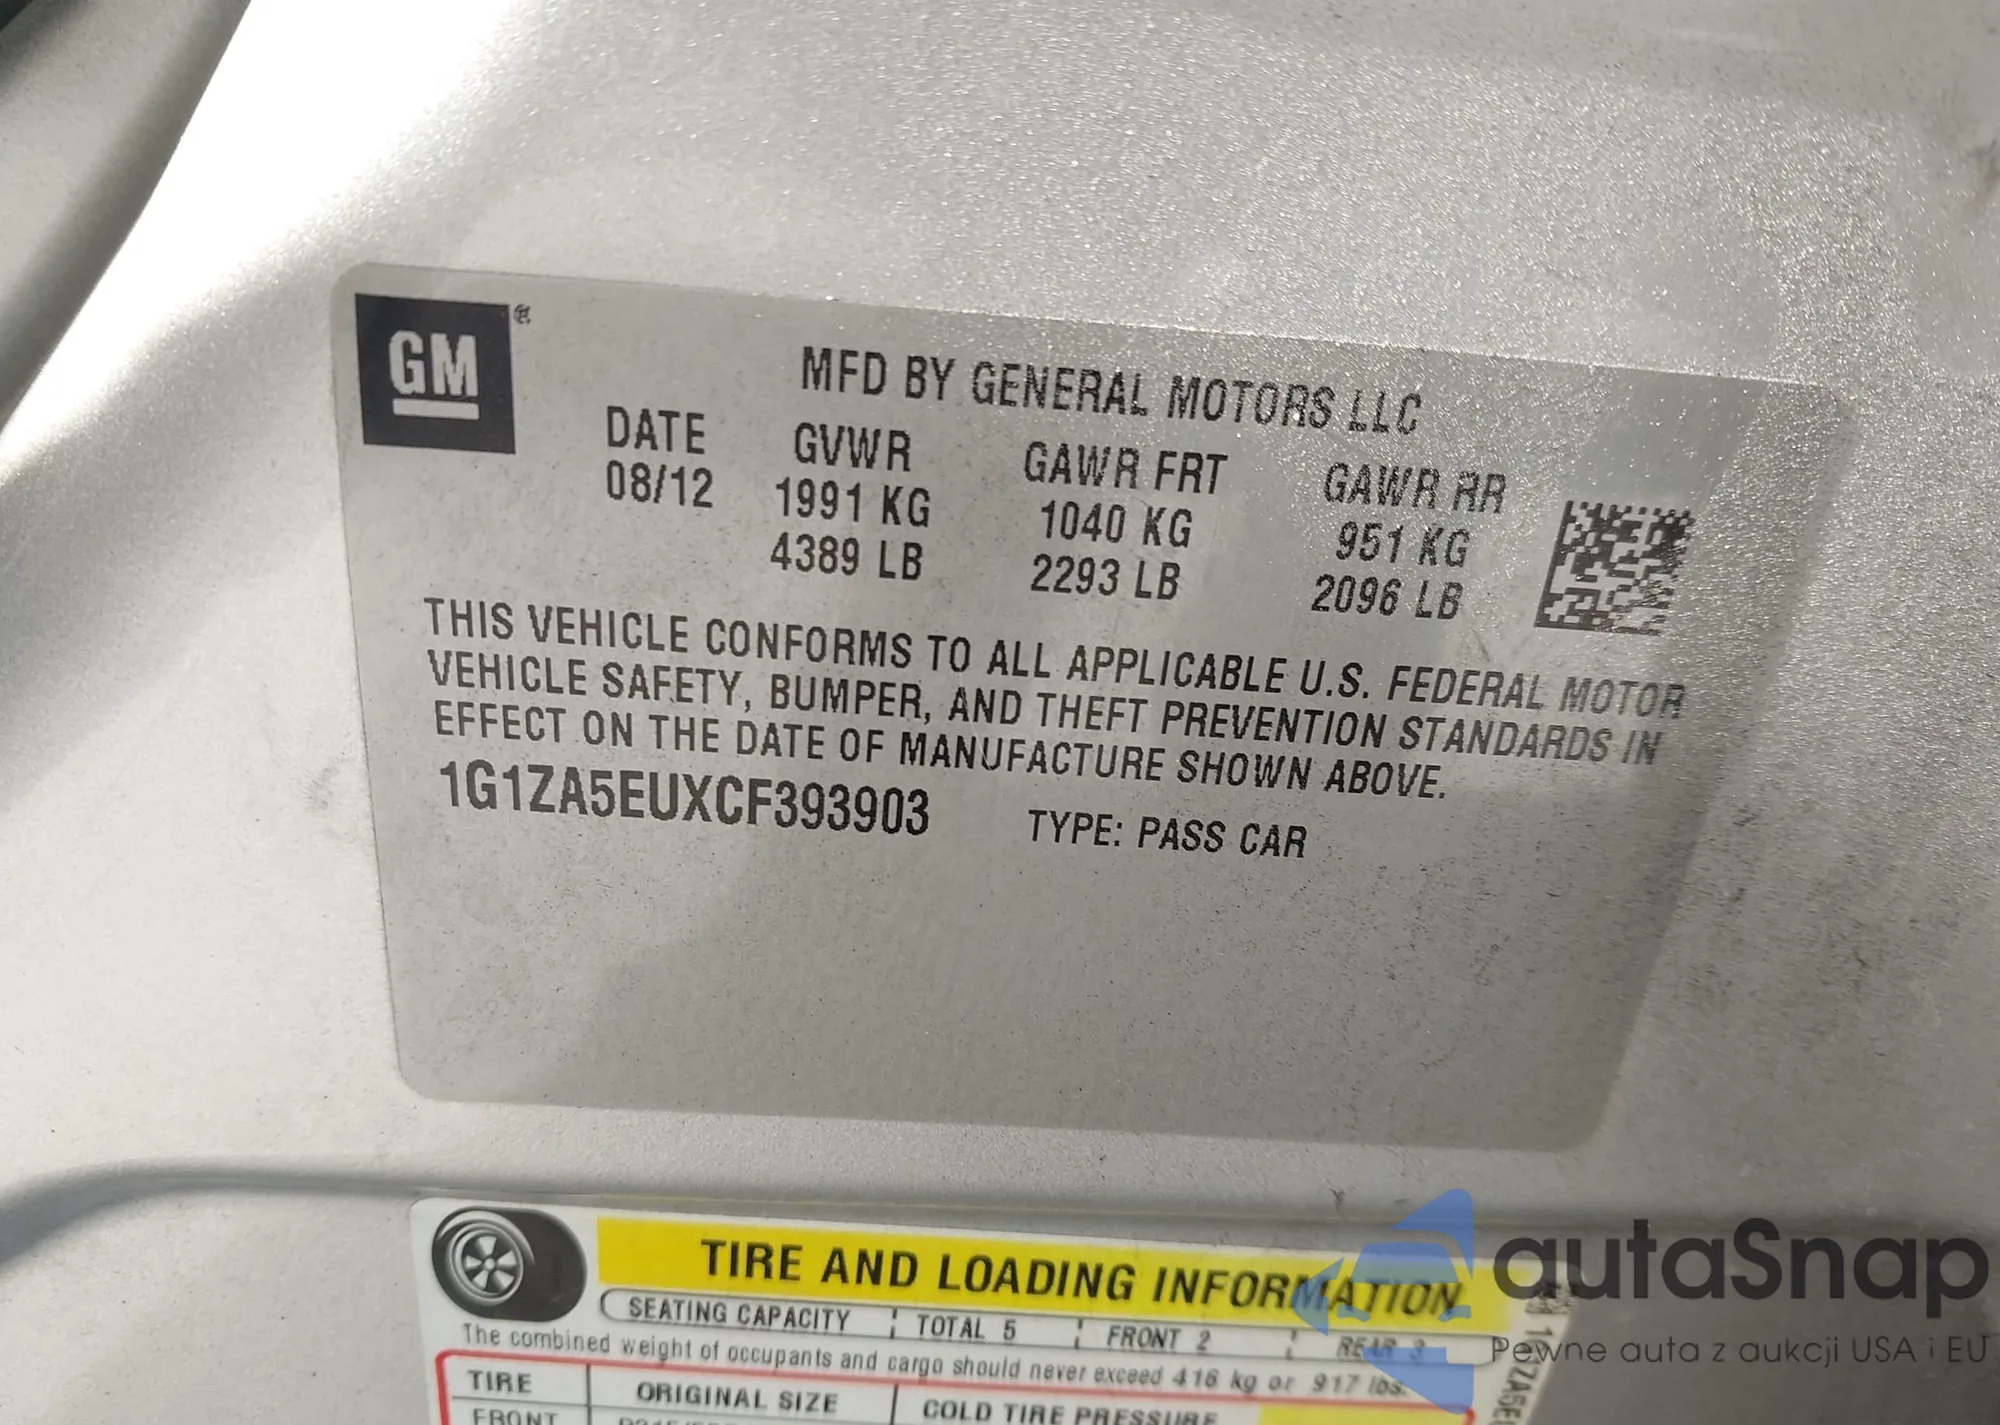 GM
MFD BY GENERAL MOTORS LLC
DATE GVWR GAWR FRT GAWR RR
08/12 1991 KG 1040 KG 951 KG
4389 LB 2293 LB 2096 LB
THIS VEHICLE CONFORMS TO ALL APPLICABLE U.S. FEDERAL MOTOR
VEHICLE SAFETY, BUMPER, AND THEFT PREVENTION STANDARDS IN
EFFECT ON THE DATE OF MANUFACTURE SHOWN ABOVE.
1G1ZA5EUXCF393903 TYPE: PASS CAR
TIRE AND LOADING INFORMATION
SEATING CAPACITY TOTAL 5 FRONT 2 REAR 3
The combined weight of occupants and cargo should never exceed 416 kg or 917 lbs.
TIRE ORIGINAL SIZE COLD TIRE PRESSURE
FRONT
autaSnap
Pewne auta z aukcji USA i EU